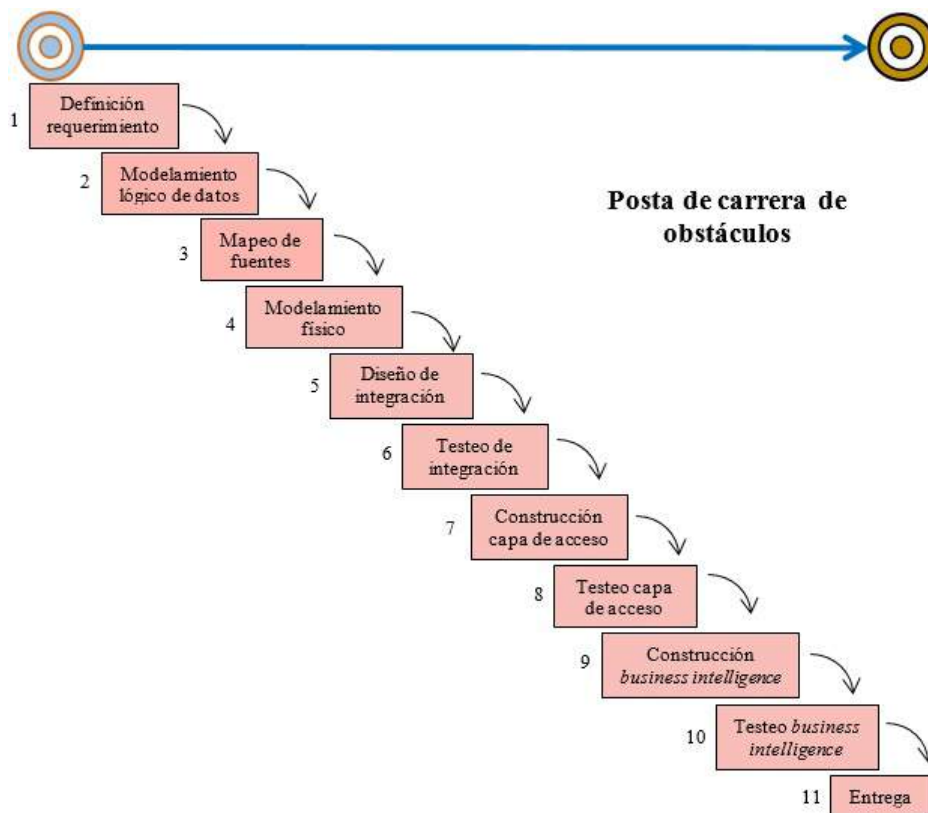 1
Definición
requerimiento
2
Modelamiento
lógico de datos
Posta de carrera de
obstáculos
3
Mapeo de
fuentes
4
Modelamiento
físico
5
Diseño de
integración
6
Testeo de
integración
7
Construcción
capa de acceso
8
Testeo capa
de acceso
9
Construcción
business intelligence
10
Testeo business
intelligence
11
Entrega